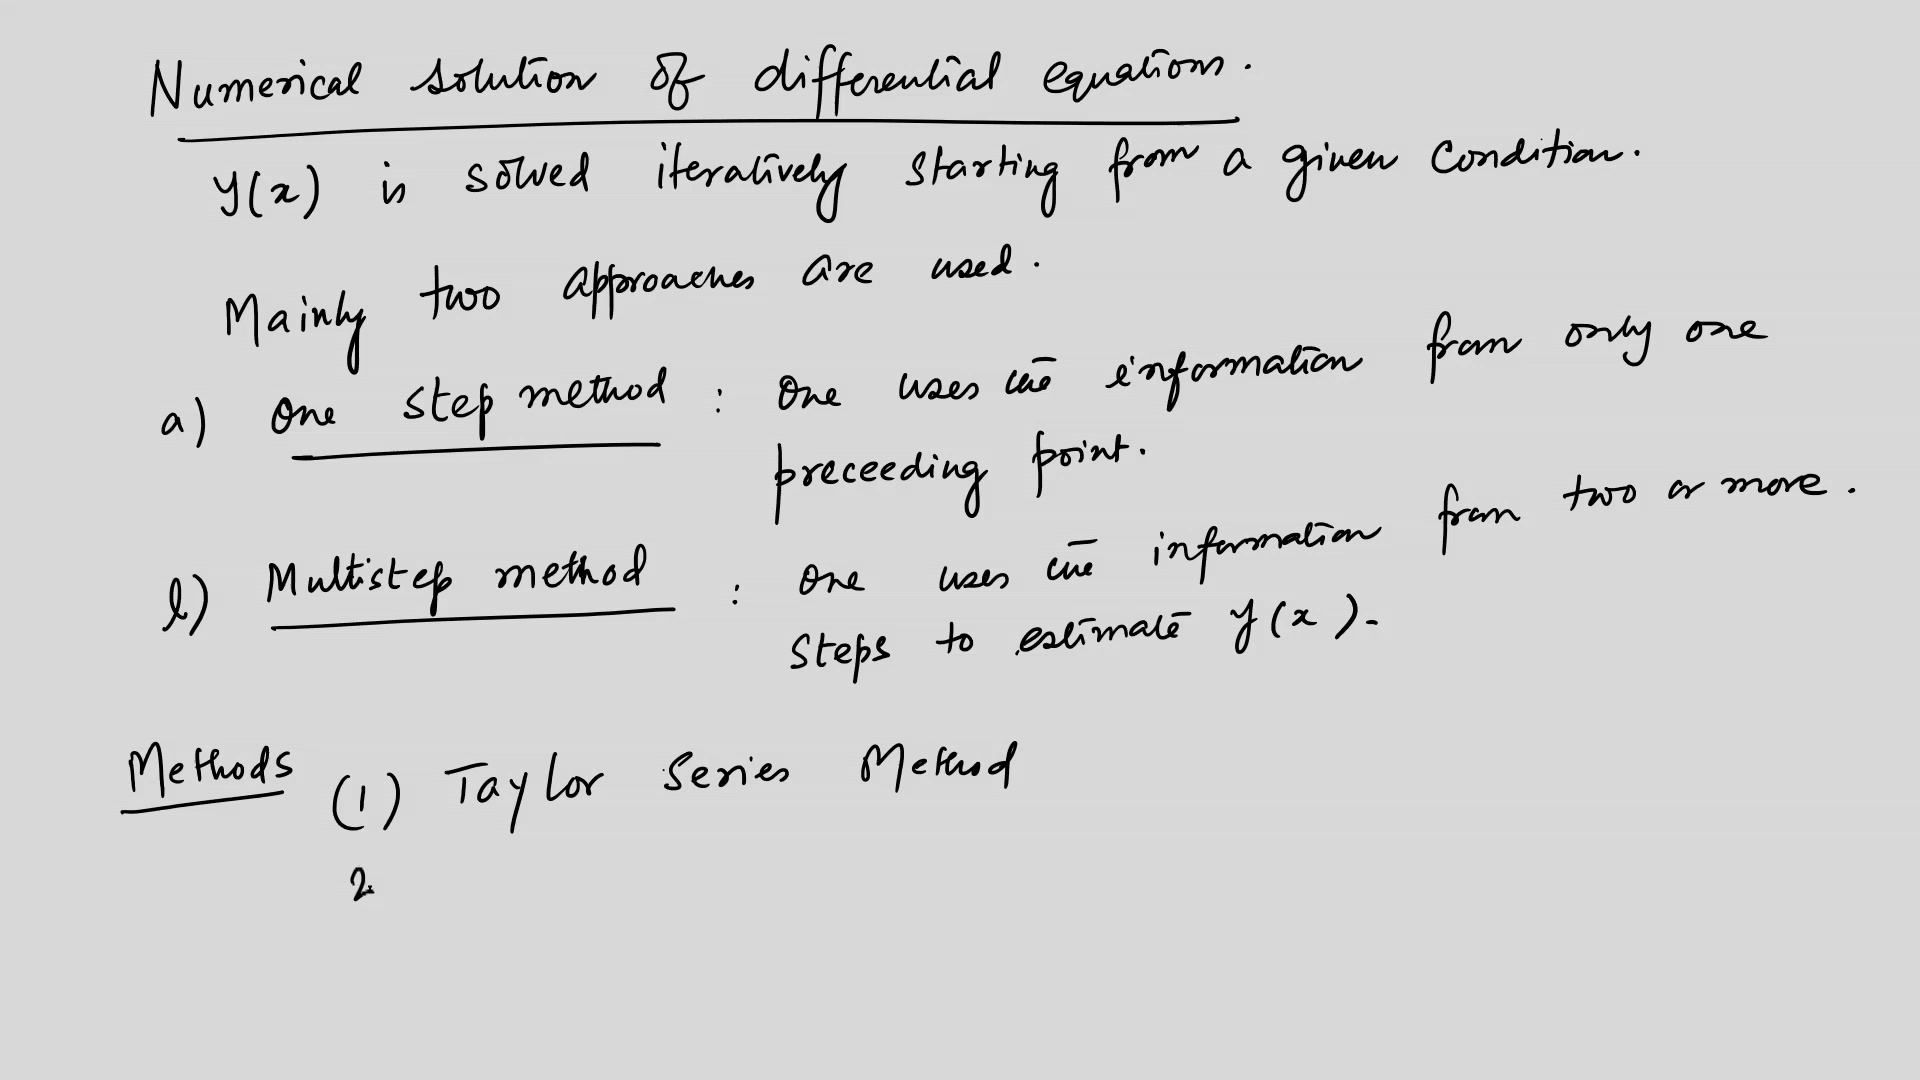 Numerical solution of differential equations.
y(x) is solved iteratively starting from a given condition.
Mainly two approaches are used.
a) One step method : One uses the information from only one
preceeding point.
b) Multistep method : One uses the information from two or more.
steps to estimate y(x).
Methods (1) Taylor Series Method
2.